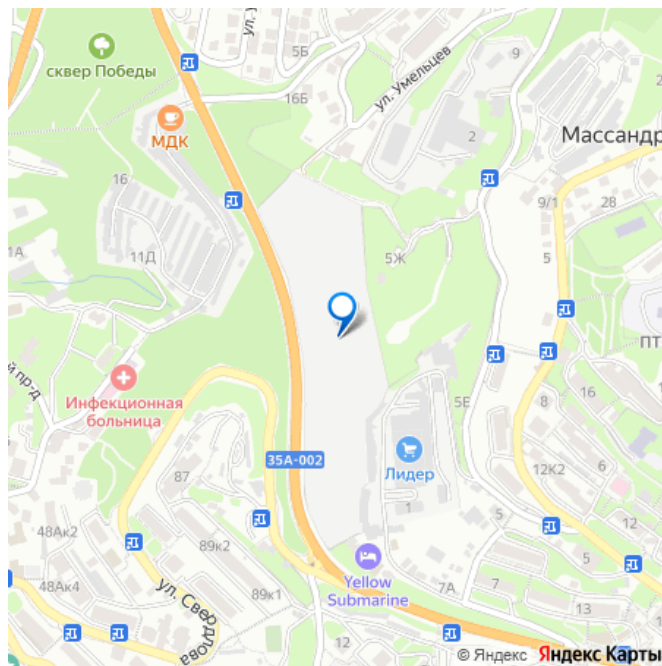 ул. У
5Б
9
2
сквер Победы
16Б
ул. Умельцев
МДК
2
Массандр
16
9/1
28
1А
11Д
5Ж
5
ПТ
й пр-д
5Е
16
Инфекционная
больница
8
35А-002
Лидер
87
12К2
6
48Ак2
1
89к2
5
12
48Ак4
5
ул. Свердлова
89к1
Yellow
Submarine
7А
7
13
12
© Яндекс Яндекс Карты